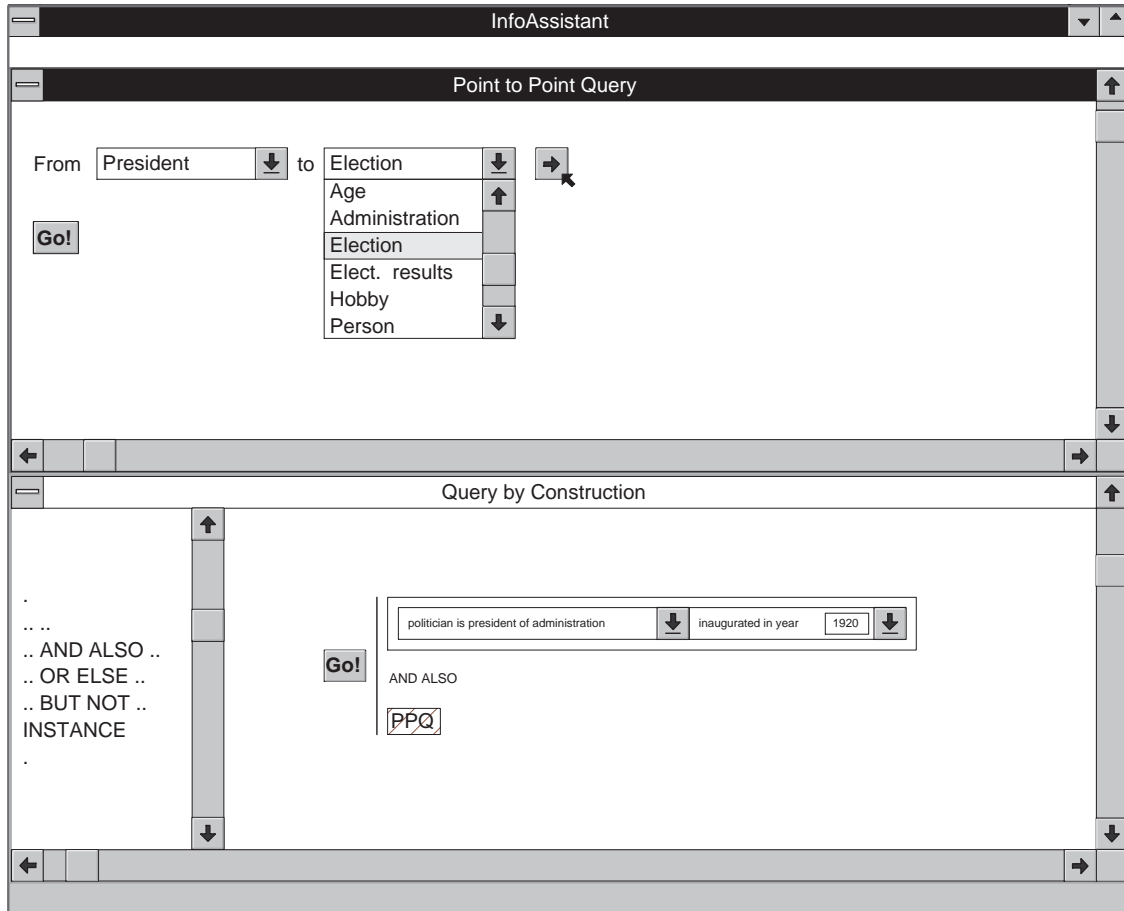 InfoAssistant
Point to Point Query
From President to Election
Age
Administration
Go!
Election
Elect. results
Hobby
Person
Query by Construction
.
.. ..
.. AND ALSO ..
.. OR ELSE ..
.. BUT NOT ..
INSTANCE
.
politician is president of administration inaugurated in year 1920
Go!
AND ALSO
PPQ